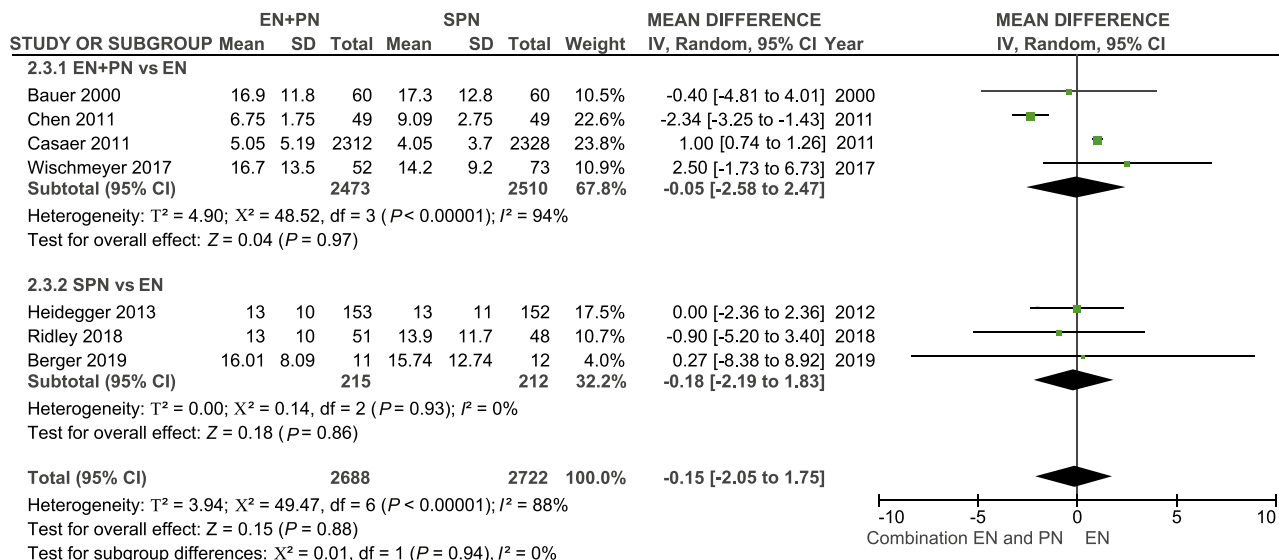 EN+PN SPN MEAN DIFFERENCE MEAN DIFFERENCE
STUDY OR SUBGROUP Mean SD Total Mean SD Total Weight IV, Random, 95% CI Year IV, Random, 95% CI
2.3.1 EN+PN vs EN
Bauer 2000 16.9 11.8 60 17.3 12.8 60 10.5% -0.40 [-4.81 to 4.01] 2000
Chen 2011 6.75 1.75 49 9.09 2.75 49 22.6% -2.34 [-3.25 to -1.43] 2011
Casaer 2011 5.05 5.19 2312 4.05 3.7 2328 23.8% 1.00 [0.74 to 1.26] 2011
Wischmeyer 2017 16.7 13.5 52 14.2 9.2 73 10.9% 2.50 [-1.73 to 6.73] 2017
Subtotal (95% CI) 2473 2510 67.8% -0.05 [-2.58 to 2.47]
Heterogeneity: T² = 4.90; X² = 48.52, df = 3 (P < 0.00001); I² = 94%
Test for overall effect: Z = 0.04 (P = 0.97)
2.3.2 SPN vs EN
Heidegger 2013 13 10 153 13 11 152 17.5% 0.00 [-2.36 to 2.36] 2012
Ridley 2018 13 10 51 13.9 11.7 48 10.7% -0.90 [-5.20 to 3.40] 2018
Berger 2019 16.01 8.09 11 15.74 12.74 12 4.0% 0.27 [-8.38 to 8.92] 2019
Subtotal (95% CI) 215 212 32.2% -0.18 [-2.19 to 1.83]
Heterogeneity: T² = 0.00; X² = 0.14, df = 2 (P = 0.93); I² = 0%
Test for overall effect: Z = 0.18 (P = 0.86)
Total (95% CI) 2688 2722 100.0% -0.15 [-2.05 to 1.75]
Heterogeneity: T² = 3.94; X² = 49.47, df = 6 (P < 0.00001); I² = 88%
Test for overall effect: Z = 0.15 (P = 0.88)
Test for subgroup differences: X² = 0.01, df = 1 (P = 0.94), I² = 0%
-10 -5 0 5 10
Combination EN and PN EN